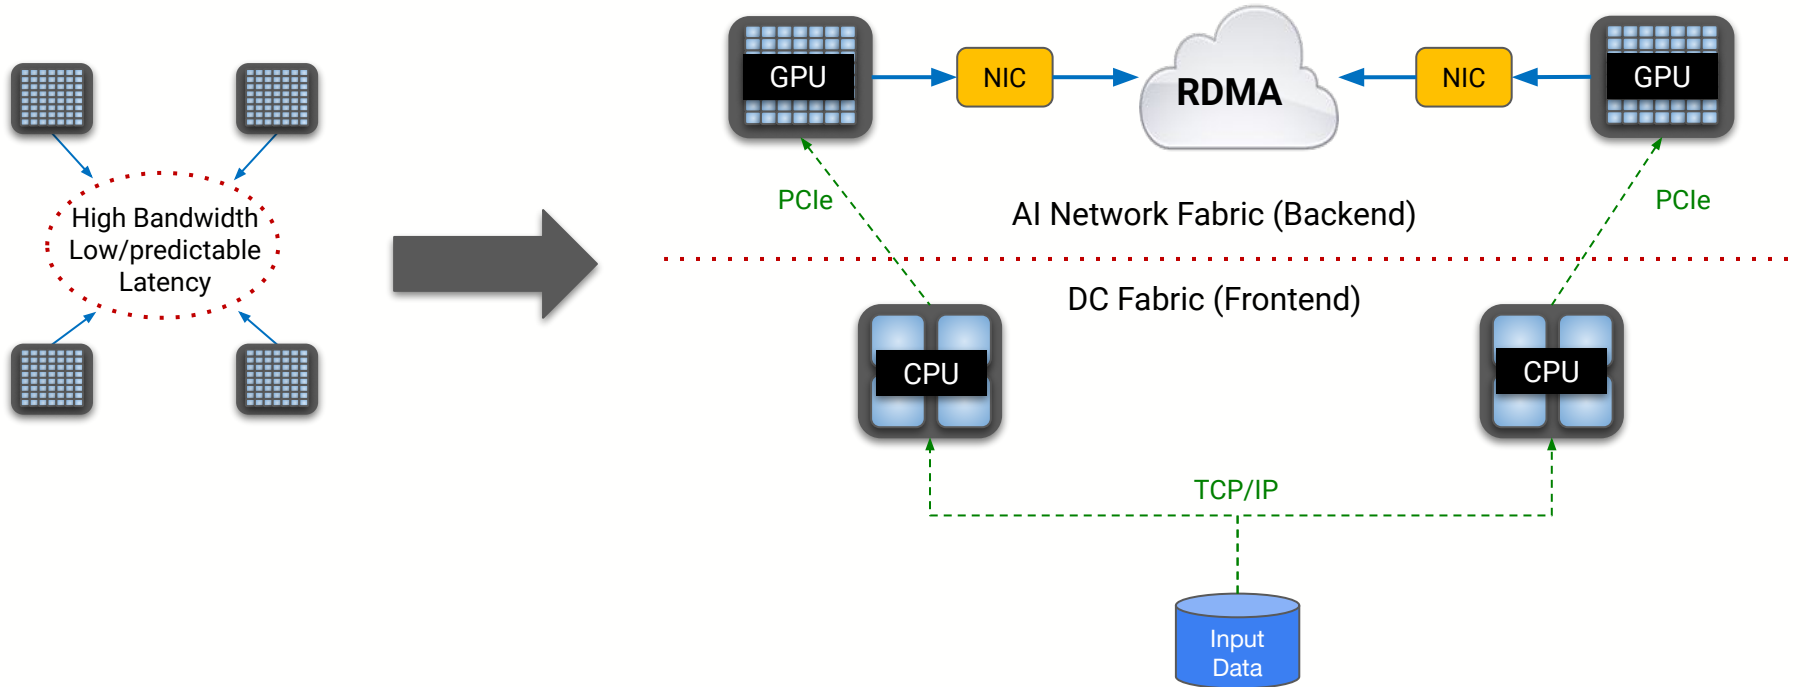 High Bandwidth
Low/predictable
Latency
GPU
NIC
RDMA
NIC
GPU
PCIe
PCIe
AI Network Fabric (Backend)
DC Fabric (Frontend)
CPU
CPU
TCP/IP
Input
Data